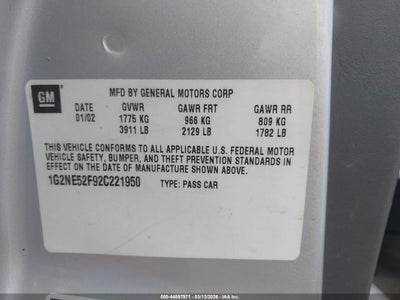 GM
MFD BY GENERAL MOTORS CORP
DATE GVWR GAWR FRT GAWR RR
01/02 1775 KG 966 KG 809 KG
3911 LB 2129 LB 1782 LB
THIS VEHICLE CONFORMS TO ALL APPLICABLE U.S. FEDERAL MOTOR
VEHICLE SAFETY, BUMPER, AND THEFT PREVENTION STANDARDS IN
EFFECT ON THE DATE OF MANUFACTURE SHOWN ABOVE.
1G2NE52F92C221950 TYPE: PASS CAR
000-44597971 - 03/13/2026 - IAAI.COM